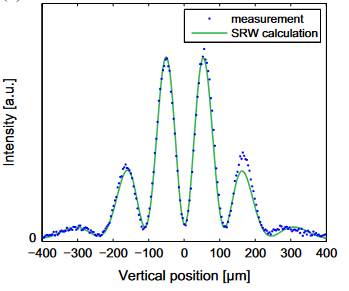 measurement
SRW calculation
Intensity [a.u.]
0
−400 −300 −200 −100 0 100 200 300 400
Vertical position [µm]